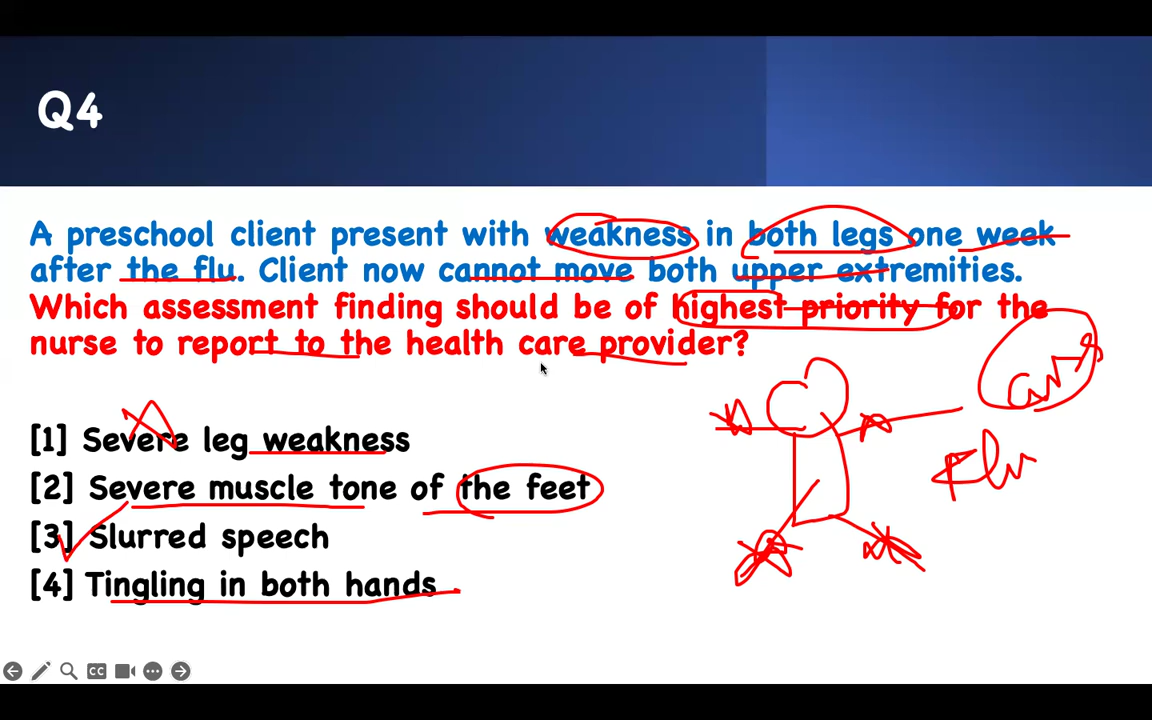 Q4
A preschool client present with weakness in both legs one week
after the flu. Client now cannot move both upper extremities.
Which assessment finding should be of highest priority for the
nurse to report to the health care provider?
[1] Severe leg weakness
[2] Severe muscle tone of the feet
Flu
[3] Slurred speech
[4] Tingling in both hands
CC